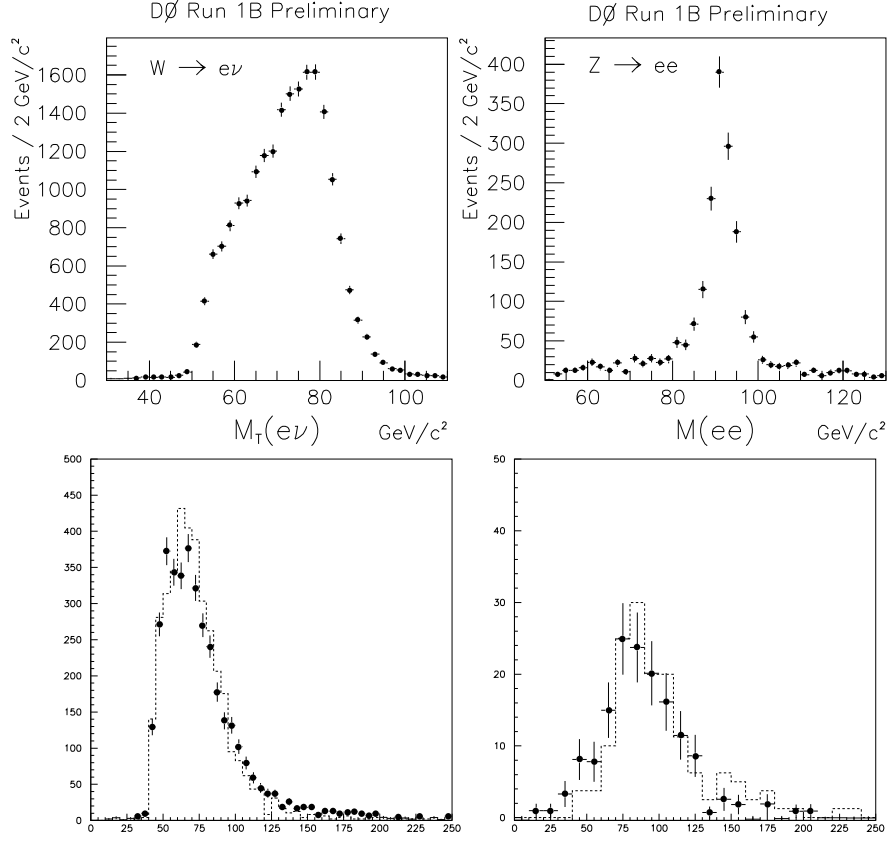 DØ Run 1B Preliminary
DØ Run 1B Preliminary
Events / 2 GeV/c²
W → eν
1600
1400
1200
1000
800
600
400
200
0
40 60 80 100
M_T(eν) GeV/c²
Events / 2 GeV/c²
Z → ee
400
350
300
250
200
150
100
50
0
60 80 100 120
M(ee) GeV/c²
500
450
400
350
300
250
200
150
100
50
0
0 25 50 75 100 125 150 175 200 225 250
50
40
30
20
10
0
0 25 50 75 100 125 150 175 200 225 250